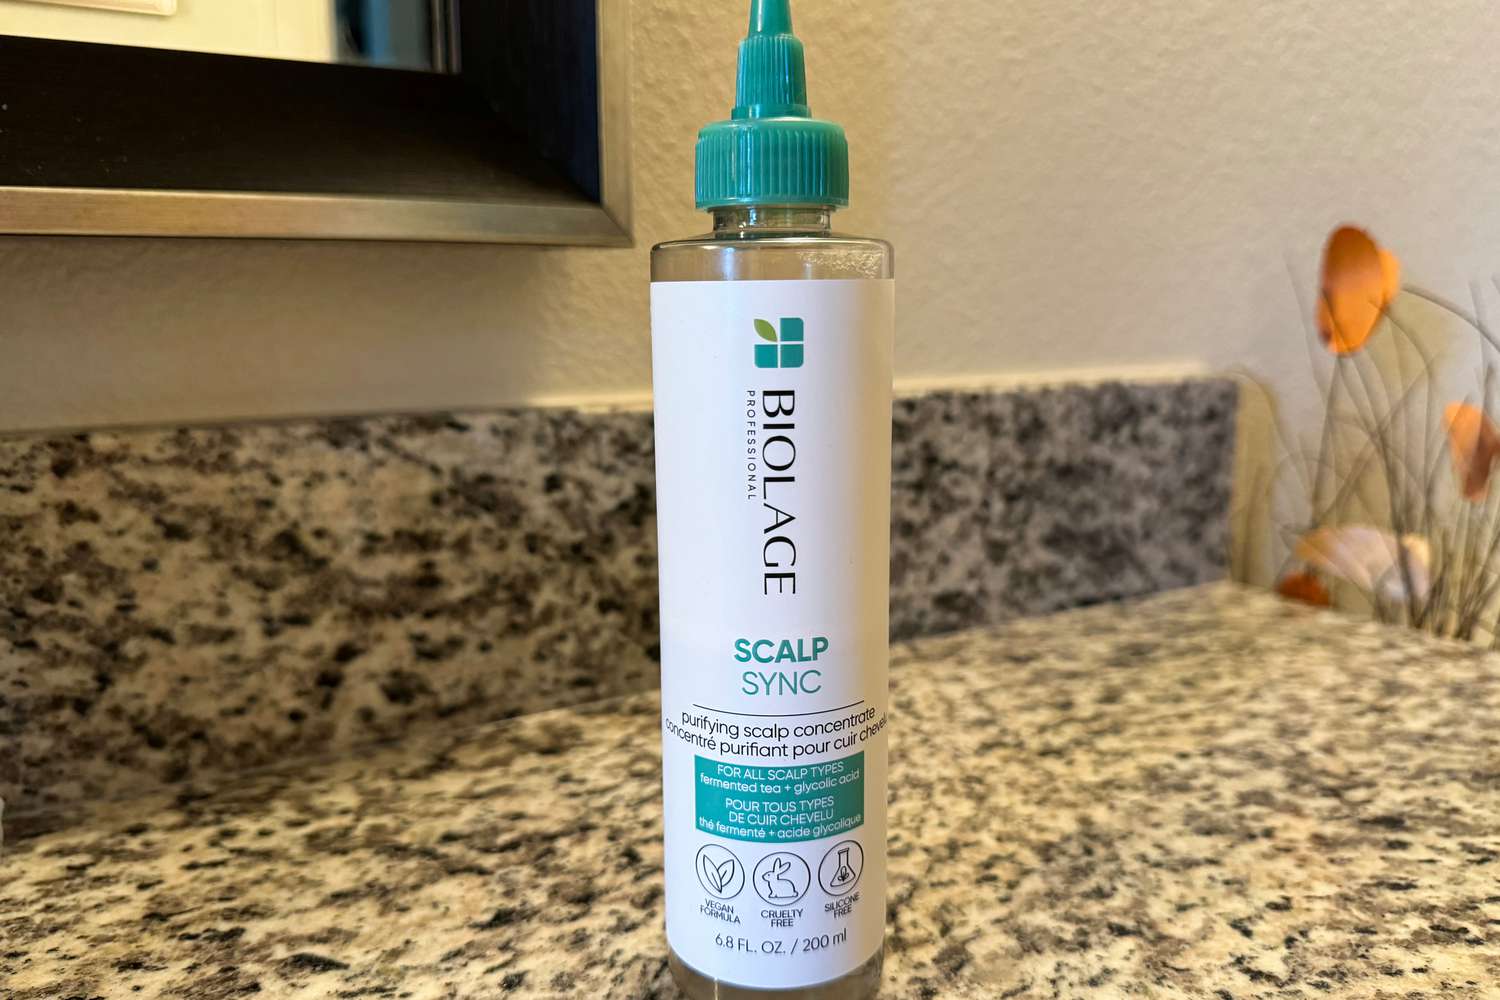 BIOLAGE
PROFESSIONAL
SCALP
SYNC
purifying scalp concentrate
concentré purifiant pour cuir chevelu
FOR ALL SCALP TYPES
fermented tea + glycolic acid
POUR TOUS TYPES
DE CUIR CHEVELU
thé fermenté + acide glycolique
VEGAN
FORMULA
CRUELTY
FREE
SILICONE
FREE
6.8 FL. OZ. / 200 ml